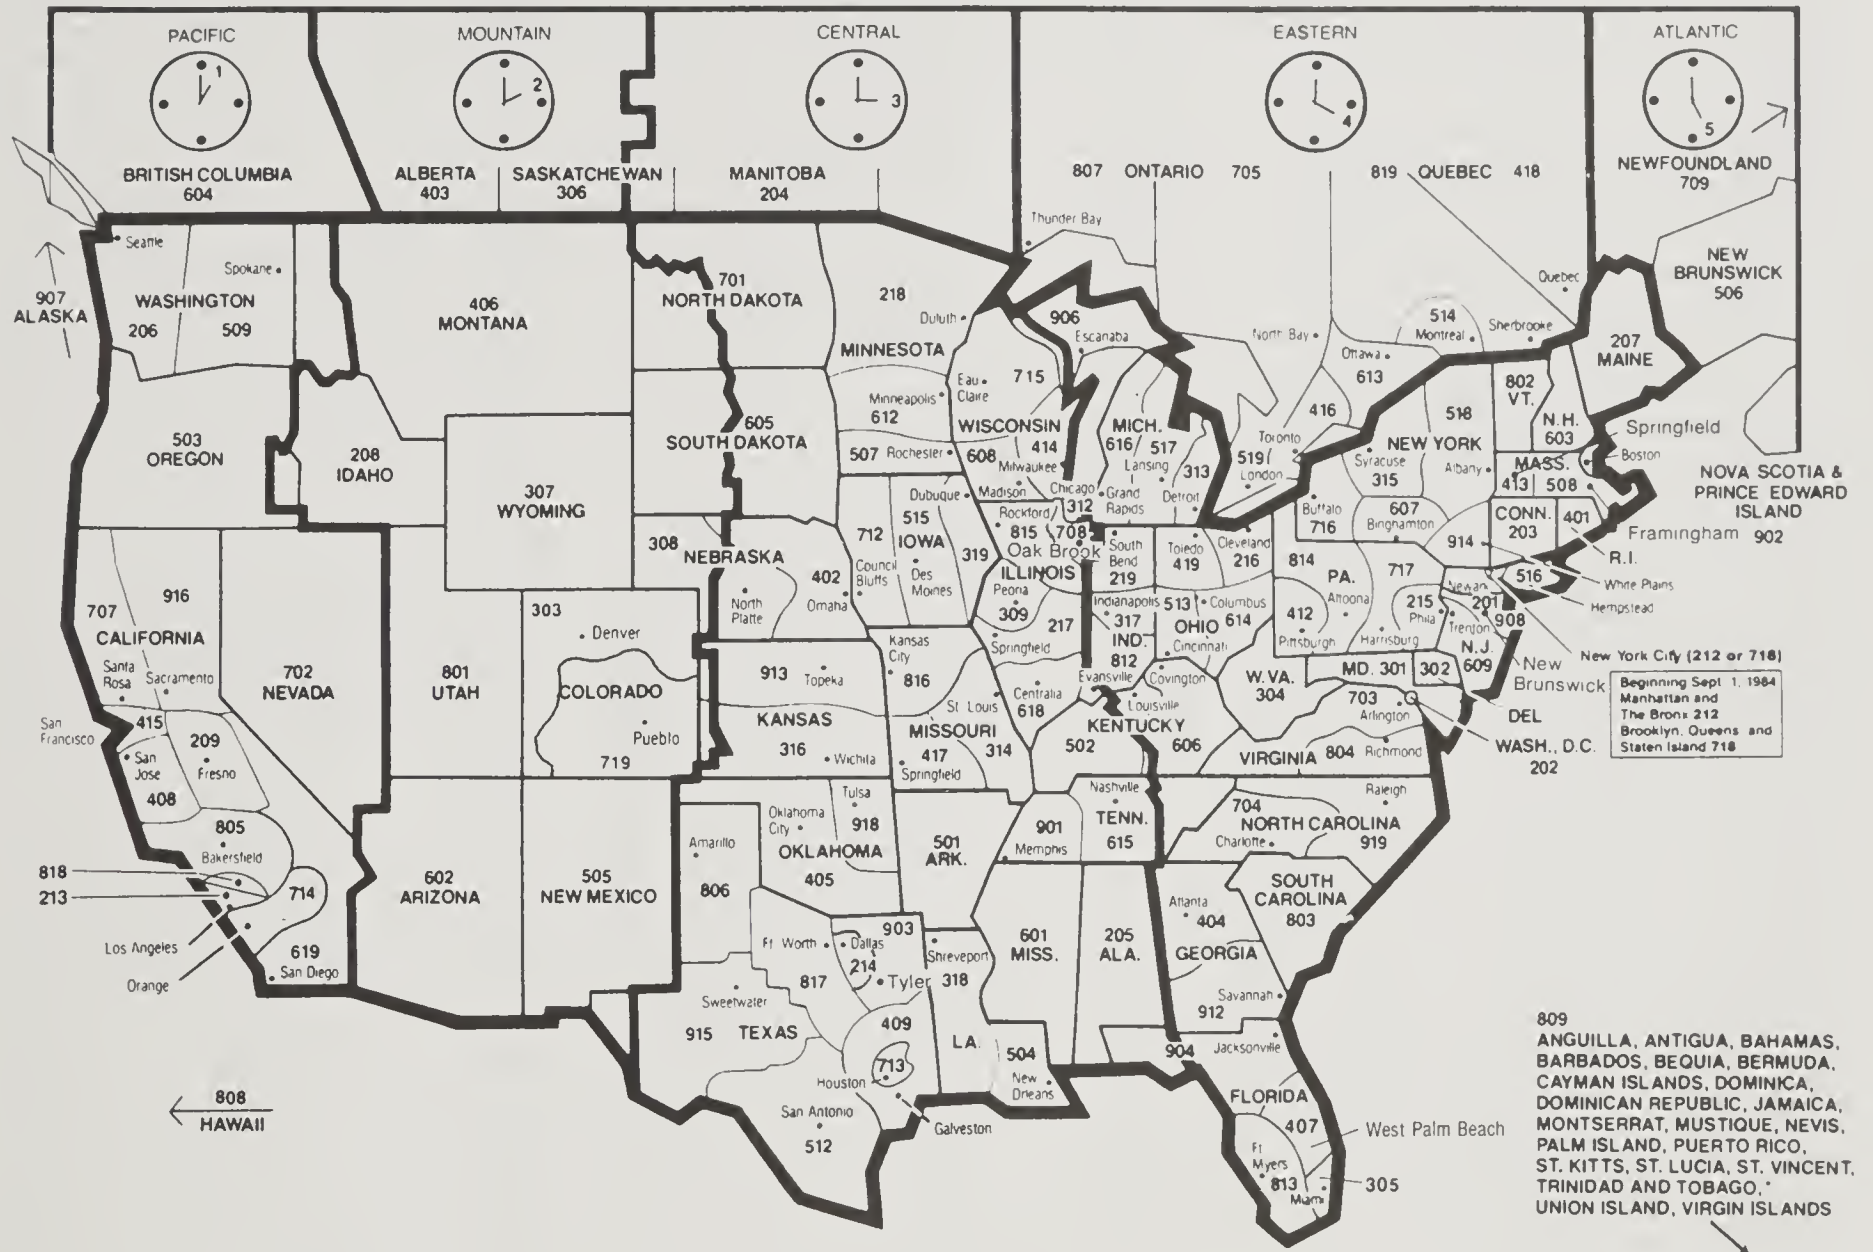 PACIFIC
MOUNTAIN
CENTRAL
EASTERN
ATLANTIC
1
2
3
4
5
BRITISH COLUMBIA
604
ALBERTA
403
SASKATCHEWAN
306
MANITOBA
204
807 ONTARIO 705
819 QUEBEC 418
NEWFOUNDLAND
709
Thunder Bay
Seattle
Spokane
907
ALASKA
WASHINGTON
206
509
406
MONTANA
701
NORTH DAKOTA
218
Duluth
MINNESOTA
906
Escanaba
North Bay
Ottawa
613
514
Montreal
Sherbrooke
Quebec
NEW
BRUNSWICK
506
207
MAINE
503
OREGON
208
IDAHO
307
WYOMING
605
SOUTH DAKOTA
Minneapolis
612
507 Rochester
Eau
Claire
715
WISCONSIN
414
608
Milwaukee
Madison
MICH.
616
517
Lansing
313
Detroit
Grand
Rapids
416
Toronto
519
London
518
NEW YORK
Syracuse
315
Albany
802
VT.
N.H.
603
MASS.
413
508
Springfield
Boston
NOVA SCOTIA &
PRINCE EDWARD
ISLAND
902
Framingham
Buffalo
716
607
Binghamton
914
CONN.
203
401
R.I.
516
White Plains
Hempstead
308
NEBRASKA
402
Omaha
North
Platte
712
Dubuque
515
IOWA
319
Council
Bluffs
Des
Moines
Chicago
312
Rockford
815
708
Oak Brook
ILLINOIS
Peoria
309
217
Springfield
South
Bend
219
Indianapolis
317
IND.
812
Evansville
Toledo
419
Cleveland
216
513
Columbus
614
OHIO
Cincinnati
814
PA.
717
412
Altoona
Pittsburgh
Harrisburg
215
Phila
Newark
201
Trenton
908
N.J.
609
New
Brunswick
New York City (212 or 718)
Beginning Sept. 1, 1984
Manhattan and
The Bronx 212
Brooklyn, Queens and
Staten Island 718
707
916
CALIFORNIA
Santa
Rosa
Sacramento
San
Francisco
415
209
San
Jose
Fresno
408
805
Bakersfield
818
213
714
Los Angeles
Orange
619
San Diego
702
NEVADA
801
UTAH
303
Denver
COLORADO
Pueblo
719
913
Topeka
KANSAS
316
Wichita
Kansas
City
816
St. Louis
MISSOURI
417
314
Springfield
Centralia
618
Covington
Louisville
KENTUCKY
502
606
W.VA.
304
MD. 301
302
703
Arlington
VIRGINIA 804 Richmond
DEL
WASH., D.C.
202
602
ARIZONA
505
NEW MEXICO
Amarillo
806
Oklahoma
City
Tulsa
918
OKLAHOMA
405
501
ARK.
901
Memphis
Nashville
TENN.
615
704
NORTH CAROLINA
Raleigh
Charlotte
919
SOUTH
CAROLINA
803
Atlanta
404
GEORGIA
Savannah
912
601
MISS.
205
ALA.
Ft Worth
Dallas
903
214
Tyler
817
Shreveport
318
Sweetwater
915
TEXAS
409
713
Houston
San Antonio
512
Galveston
LA.
504
New
Orleans
904
Jacksonville
FLORIDA
407
West Palm Beach
Ft
Myers
813
Miami
305
808
HAWAII
809
ANGUILLA, ANTIGUA, BAHAMAS,
BARBADOS, BEQUIA, BERMUDA,
CAYMAN ISLANDS, DOMINICA,
DOMINICAN REPUBLIC, JAMAICA,
MONTSERRAT, MUSTIQUE, NEVIS,
PALM ISLAND, PUERTO RICO,
ST. KITTS, ST. LUCIA, ST. VINCENT,
TRINIDAD AND TOBAGO,
UNION ISLAND, VIRGIN ISLANDS